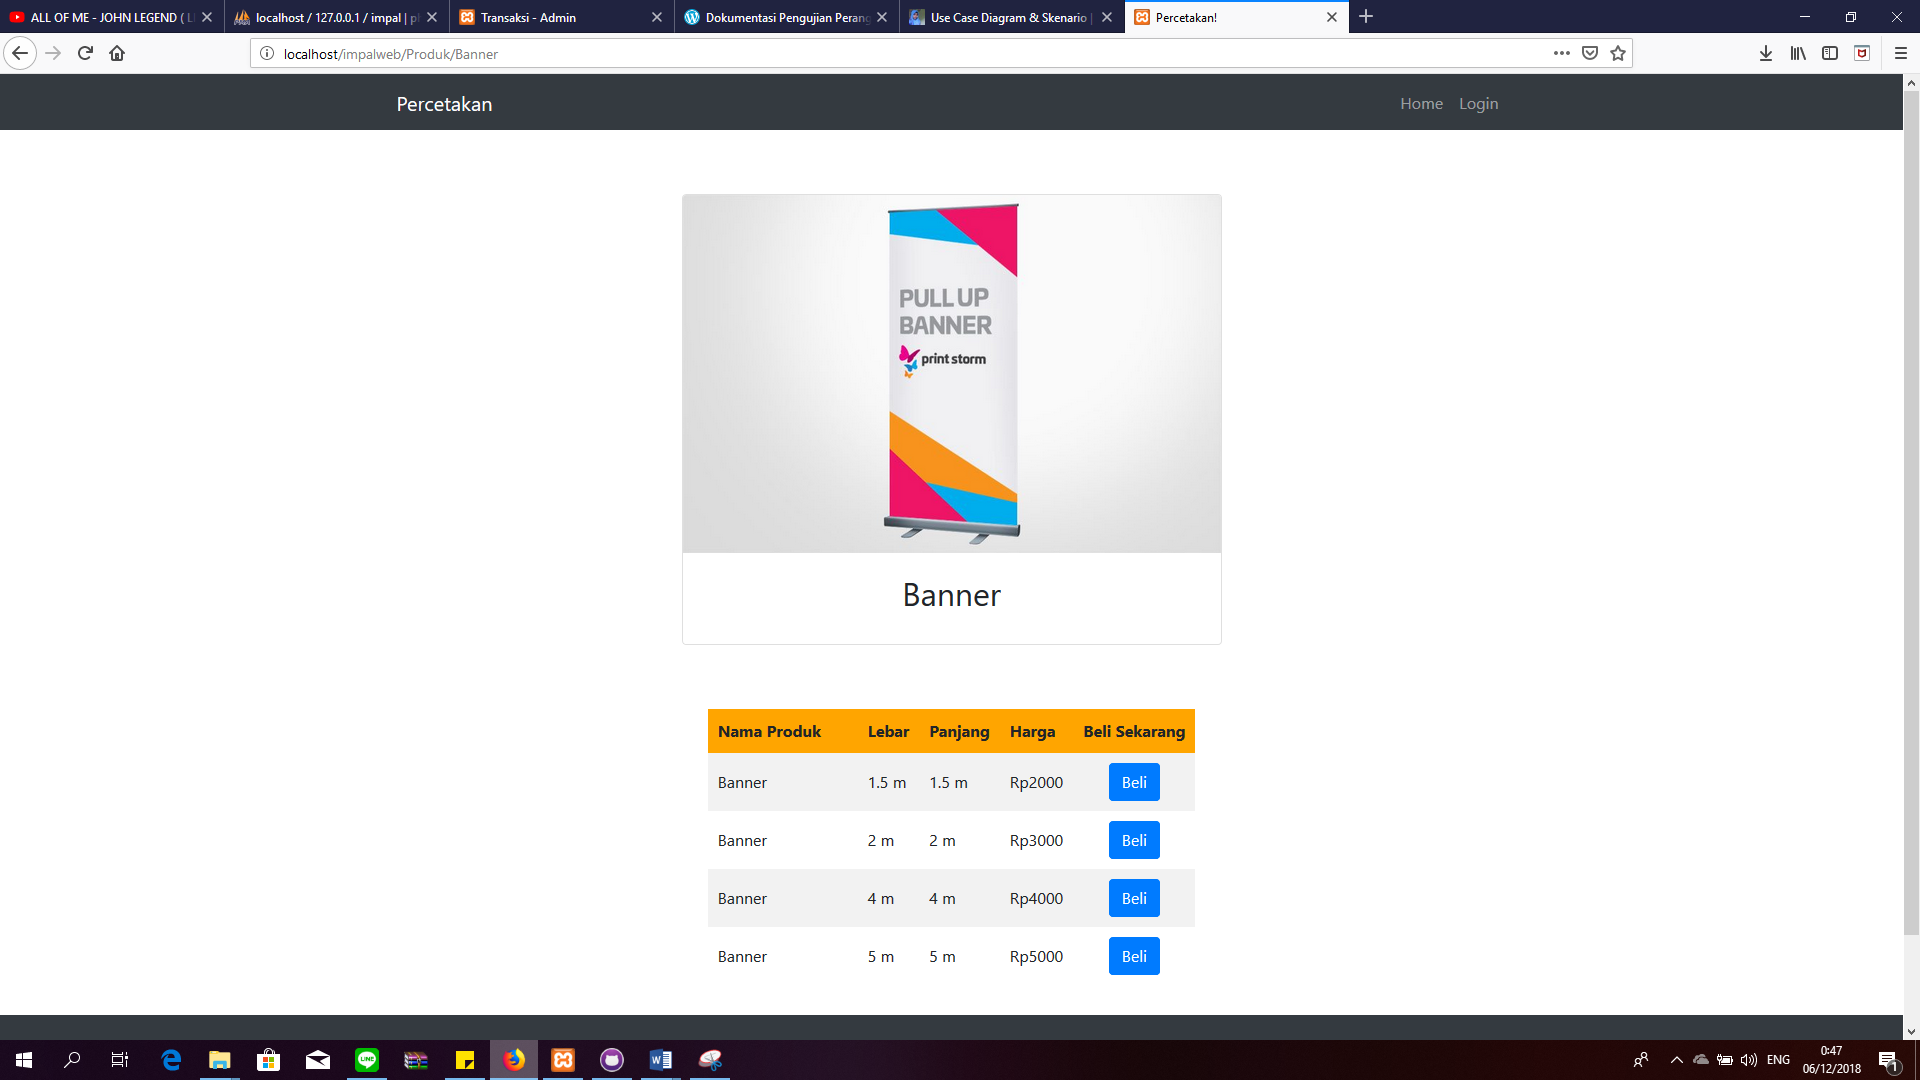 ALL OF ME - JOHN LEGEND ( L
localhost / 127.0.0.1 / impal | p
Transaksi - Admin
Dokumentasi Pengujian Perang
Use Case Diagram & Skenario
Percetakan!
localhost/impalweb/Produk/Banner
Percetakan
Home
Login
PULL UP
BANNER
print storm
Banner
Nama Produk Lebar Panjang Harga Beli Sekarang
Banner 1.5 m 1.5 m Rp2000 Beli
Banner 2 m 2 m Rp3000 Beli
Banner 4 m 4 m Rp4000 Beli
Banner 5 m 5 m Rp5000 Beli
LINE
ENG
0:47
06/12/2018
1